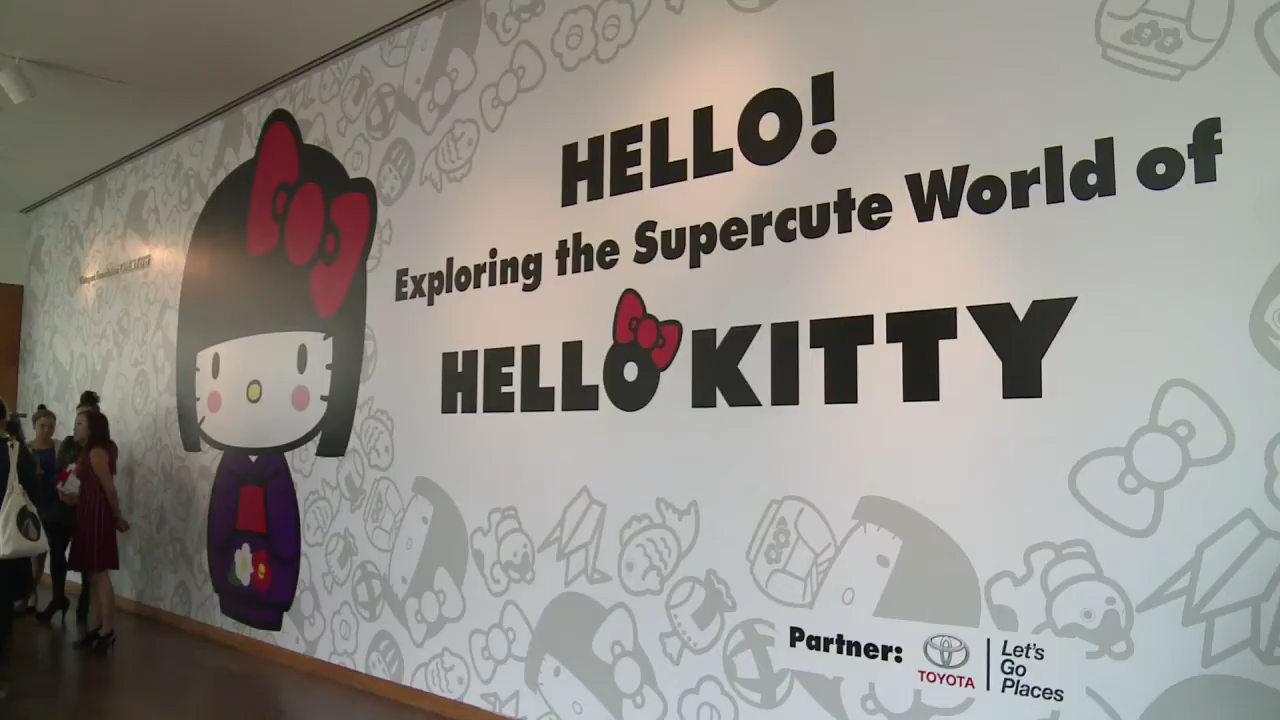 HELLO!
Exploring the Supercute World of
HELLO KITTY
Partner:
TOYOTA
Let's
Go
Places